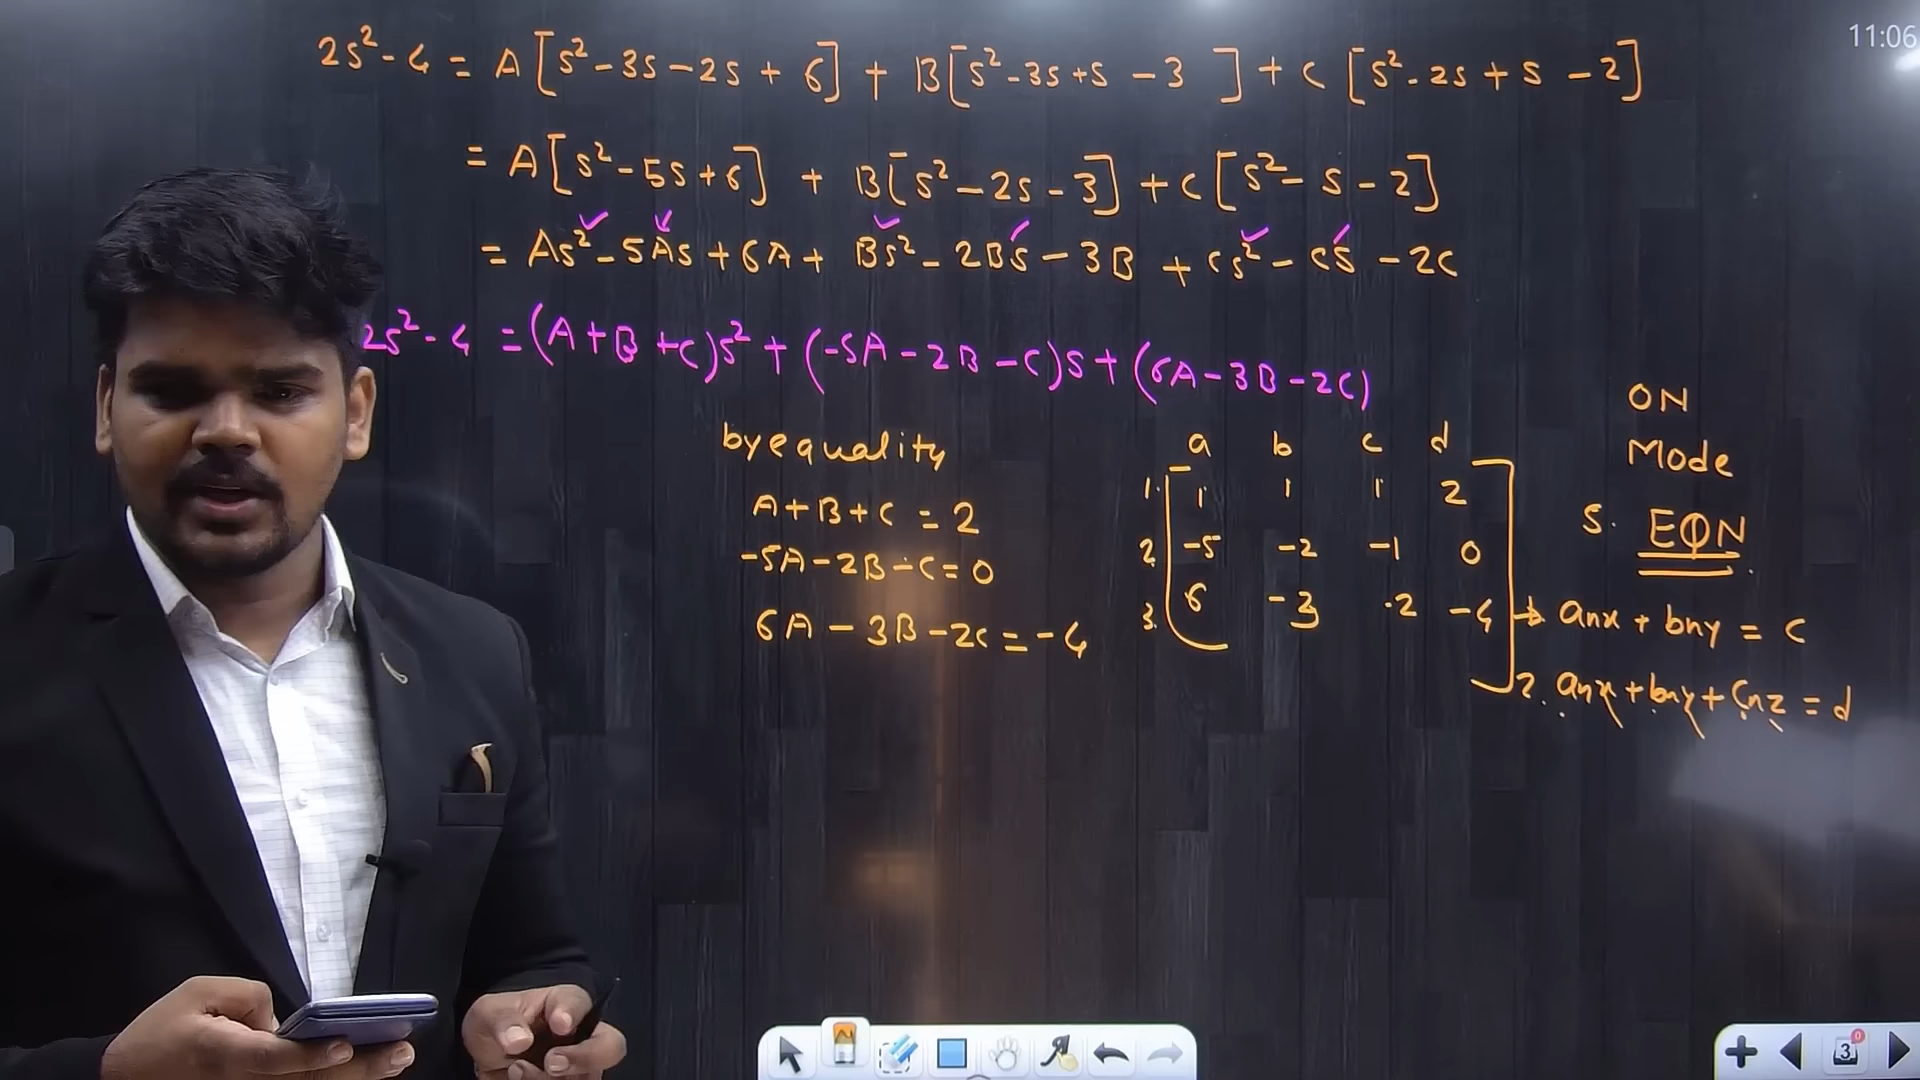 11:06
2s² - 4 = A[s² - 3s - 2s + 6] + B[s² - 3s + s - 3 ] + C[s² - 2s + s - 2]
= A[s² - 5s + 6] + B[s² - 2s - 3] + C[s² - s - 2]
= As² - 5As + 6A + Bs² - 2Bs - 3B + Cs² - Cs - 2C
2s² - 4 = (A + B + C)s² + (-5A - 2B - C)s + (6A - 3B - 2C)
by equality
A + B + C = 2
-5A - 2B - C = 0
6A - 3B - 2C = -4
a b c d
1. 1 1 1 2
2. -5 -2 -1 0
3. 6 -3 -2 -4
ON
Mode
5. EQN
anx + bny = c
2. anx + bny + cnz = d
3
0